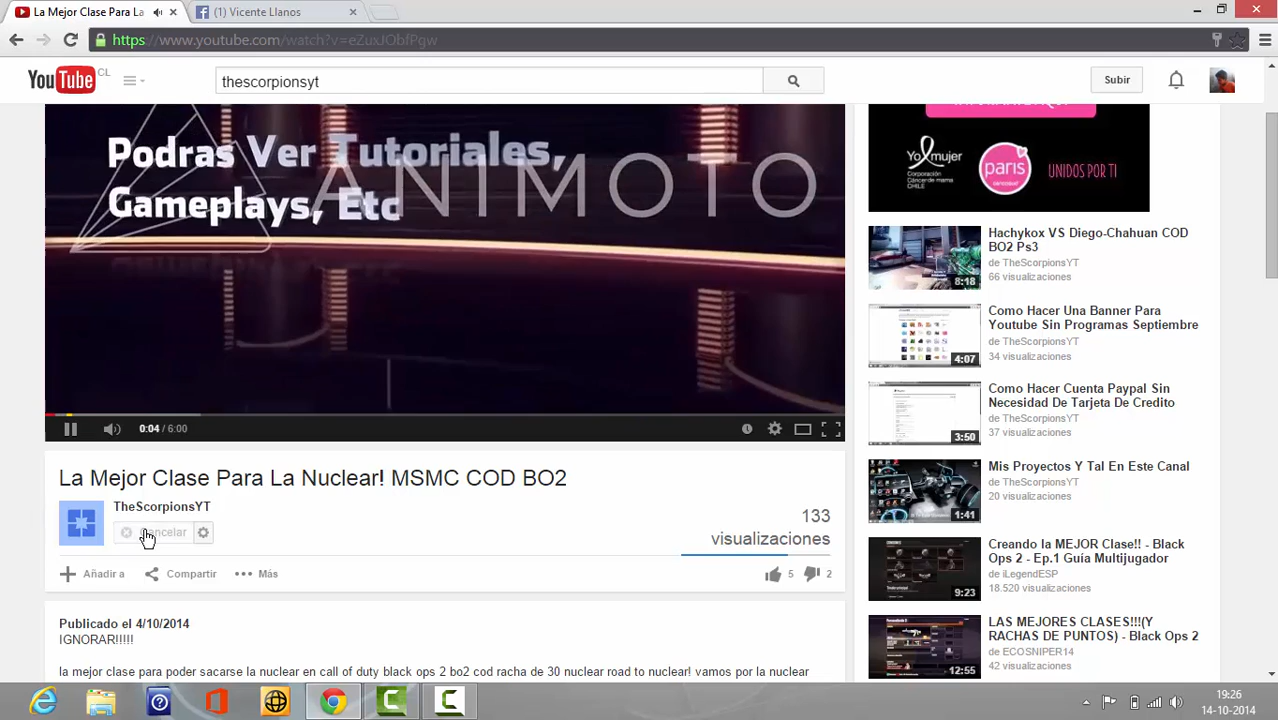 La Mejor Clase Para La
(1) Vicente Llanos
https://www.youtube.com/watch?v=eZuxJObfPgw
YouTube CL
thescorpionsyt
Subir
Podras Ver Tutoriales,
Gameplays, Etc
ANIMOTO
Yo mujer
Corporación
Cáncer de mama
CHILE
paris
UNIDOS POR TI
Hachykox VS Diego-Chahuan COD
BO2 Ps3
de TheScorpionsYT
66 visualizaciones
8:18
Como Hacer Una Banner Para
Youtube Sin Programas Septiembre
de TheScorpionsYT
34 visualizaciones
4:07
Como Hacer Cuenta Paypal Sin
Necesidad De Tarjeta De Credito
de TheScorpionsYT
37 visualizaciones
3:50
Mis Proyectos Y Tal En Este Canal
de TheScorpionsYT
20 visualizaciones
1:41
Creando la MEJOR Clase!! - Black
Ops 2 - Ep.1 Guía Multijugador
de iLegendESP
18.520 visualizaciones
9:23
LAS MEJORES CLASES!!!(Y
RACHAS DE PUNTOS) - Black Ops 2
de ECOSNIPER14
42 visualizaciones
12:55
0:04 / 6:00
La Mejor Clase Para La Nuclear! MSMC COD BO2
TheScorpionsYT
Cancelar
133
visualizaciones
Añadir a
Compartir
Más
5
2
Publicado el 4/10/2014
IGNORAR!!!!!
la mejor clase para para sacar la nuclear en call of duty black ops 2 bo2 cod racha de 30 nuclear road to nuclear! vamos por la nuclear
19:26
14-10-2014